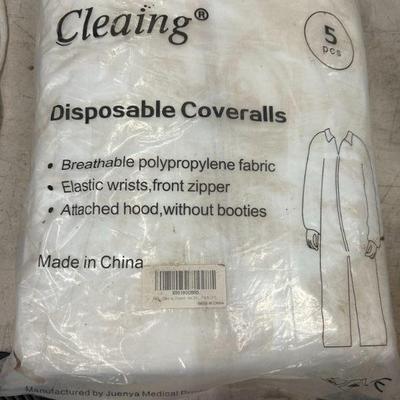 Cleaing®
5
pcs
Disposable Coveralls
• Breathable polypropylene fabric
• Elastic wrists,front zipper
• Attached hood,without booties
Made in China
Manufactured by Juenya Medical